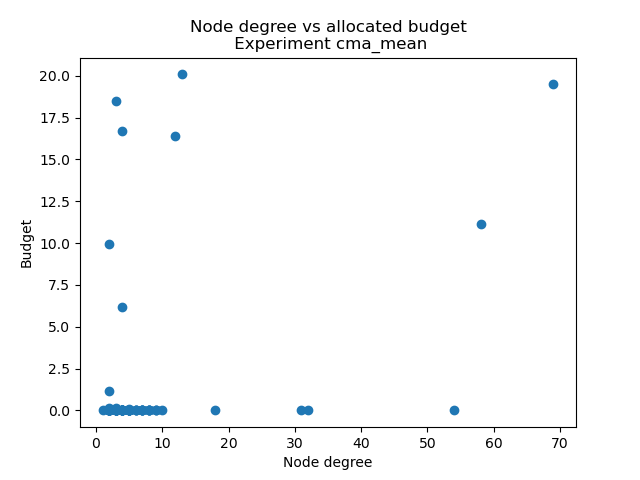 Node degree vs allocated budget
Experiment cma_mean
20.0
17.5
15.0
12.5
10.0
7.5
5.0
2.5
0.0
Budget
0 10 20 30 40 50 60 70
Node degree